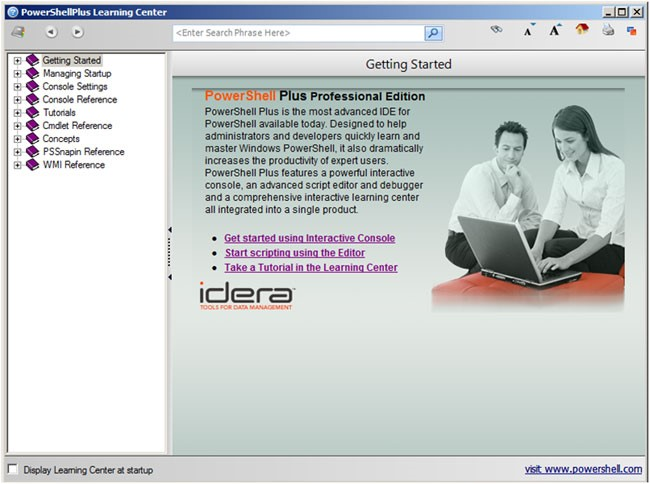 PowerShellPlus Learning Center
<Enter Search Phrase Here>
A A
Getting Started
Managing Startup
Console Settings
Console Reference
Tutorials
Cmdlet Reference
Concepts
PSSnapin Reference
WMI Reference
Getting Started
PowerShell Plus Professional Edition
PowerShell Plus is the most advanced IDE for
PowerShell available today. Designed to help
administrators and developers quickly learn and
master Windows PowerShell, it also dramatically
increases the productivity of expert users.
PowerShell Plus features a powerful interactive
console, an advanced script editor and debugger
and a comprehensive interactive learning center
all integrated into a single product.
Get started using Interactive Console
Start scripting using the Editor
Take a Tutorial in the Learning Center
idera™
TOOLS FOR DATA MANAGEMENT
Display Learning Center at startup
visit www.powershell.com